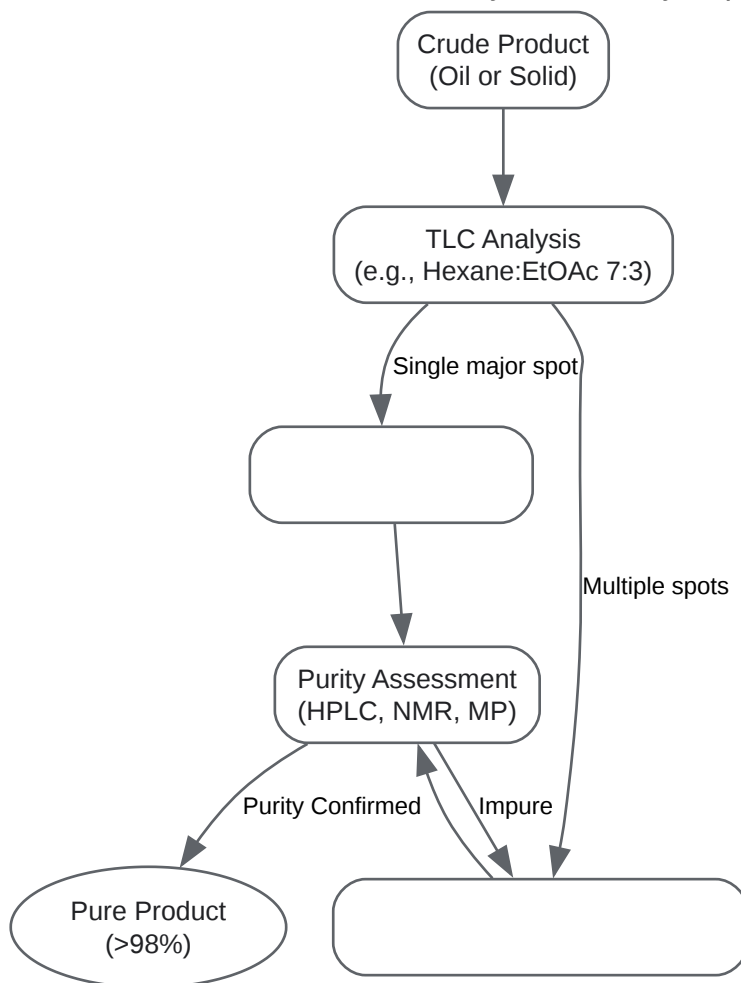 Crude Product
(Oil or Solid)
TLC Analysis
(e.g., Hexane:EtOAc 7:3)
Single major spot
Multiple spots
Purity Assessment
(HPLC, NMR, MP)
Purity Confirmed
Impure
Pure Product
(>98%)